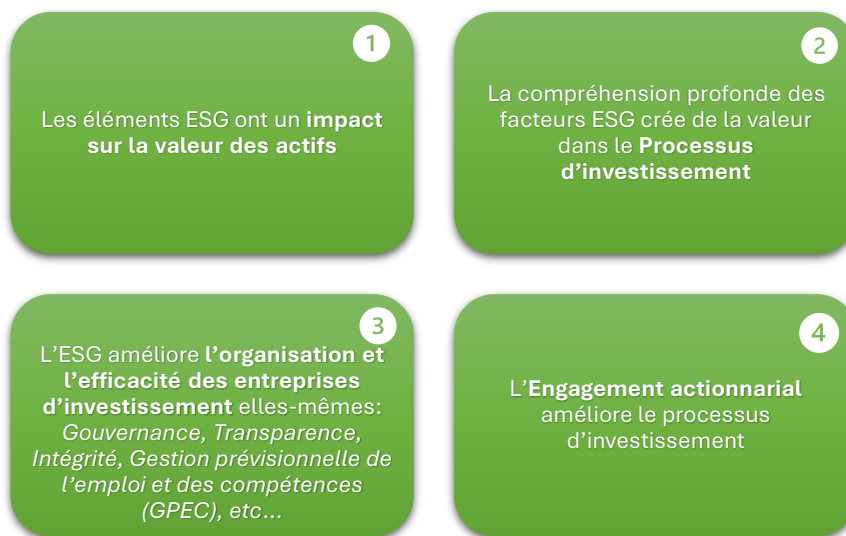 1
Les éléments ESG ont un impact
sur la valeur des actifs
2
La compréhension profonde des
facteurs ESG crée de la valeur
dans le Processus
d’investissement
3
L’ESG améliore l’organisation et
l’efficacité des entreprises
d’investissement elles-mêmes:
Gouvernance, Transparence,
Intégrité, Gestion prévisionnelle de
l’emploi et des compétences
(GPEC), etc…
4
L’Engagement actionnarial
améliore le processus
d’investissement